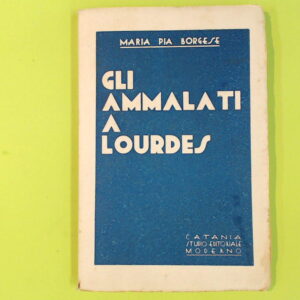 MARIA PIA BORGESE
GLI
AMMALATI
A
LOURDES
CATANIA
STUDIO EDITORIALE
MODERNO